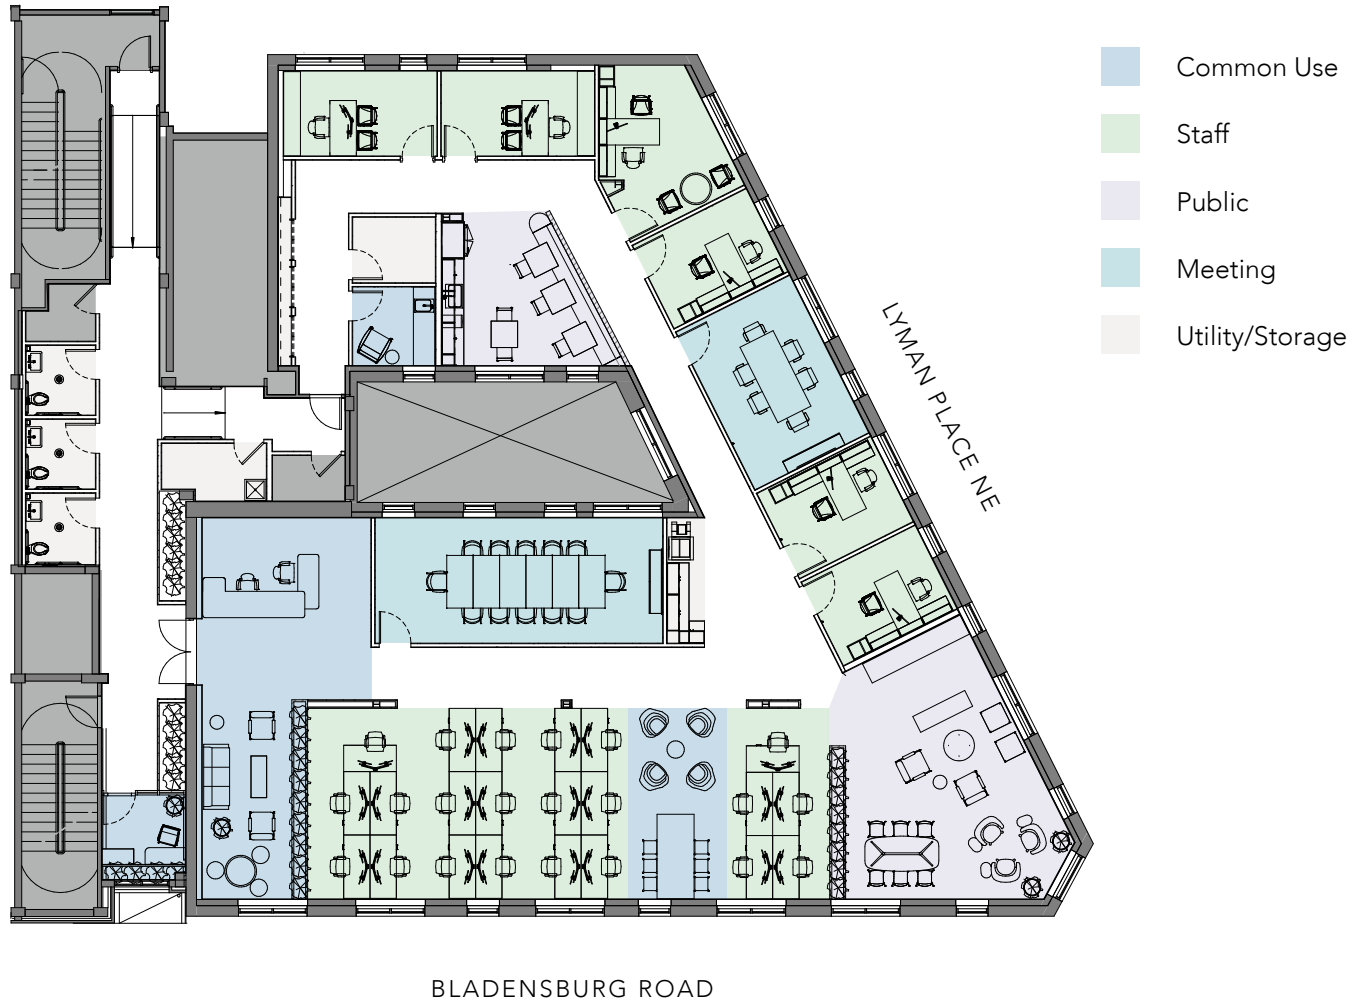 Common Use
Staff
Public
Meeting
Utility/Storage
LYMAN PLACE NE
BLADENSBURG ROAD